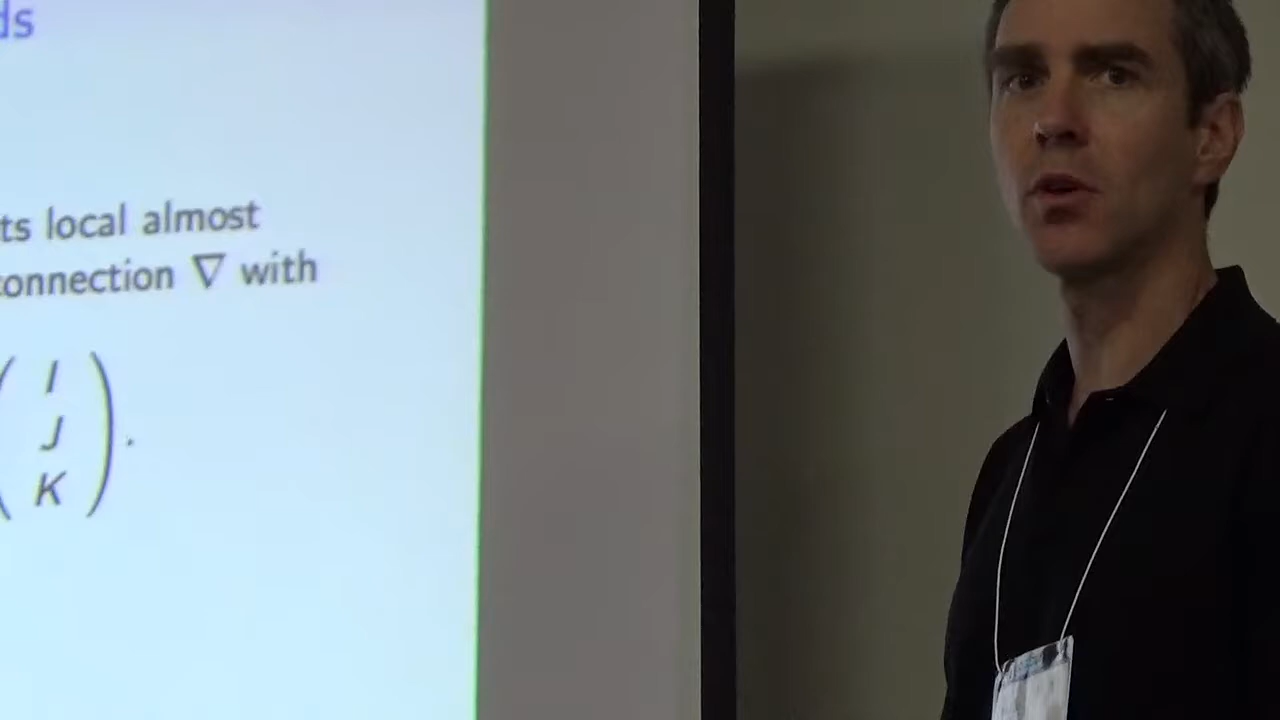 ds
ts local almost
connection ∇ with
( I
J
K ) .